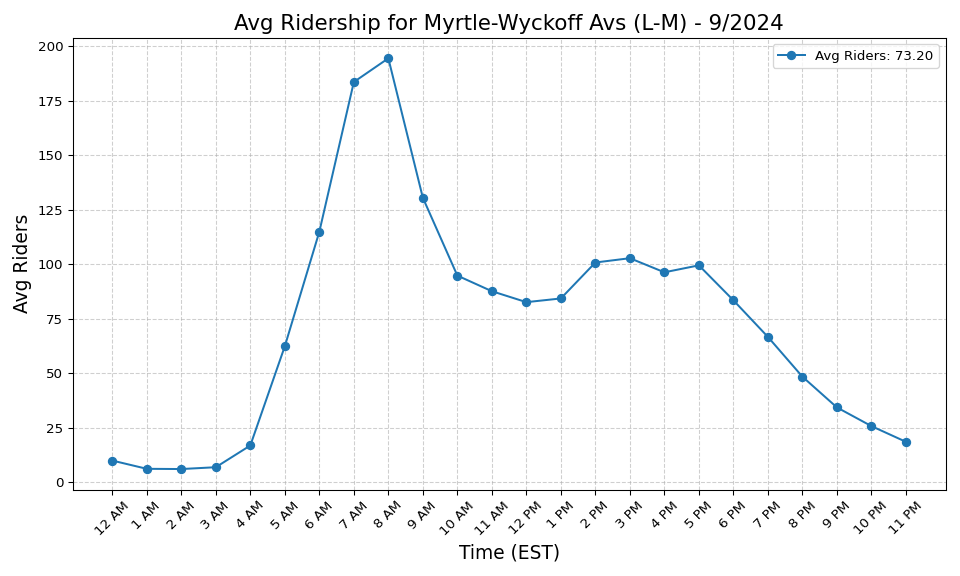 Avg Ridership for Myrtle-Wyckoff Avs (L-M) - 9/2024
Avg Riders: 73.20
Avg Riders
200
175
150
125
100
75
50
25
0
12 AM
1 AM
2 AM
3 AM
4 AM
5 AM
6 AM
7 AM
8 AM
9 AM
10 AM
11 AM
12 PM
1 PM
2 PM
3 PM
4 PM
5 PM
6 PM
7 PM
8 PM
9 PM
10 PM
11 PM
Time (EST)